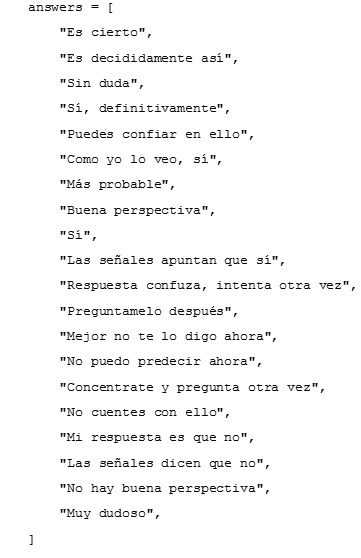 answers = [
"Es cierto",
"Es decididamente así",
"Sin duda",
"Sí, definitivamente",
"Puedes confiar en ello",
"Como yo lo veo, sí",
"Más probable",
"Buena perspectiva",
"Sí",
"Las señales apuntan que sí",
"Respuesta confuza, intenta otra vez",
"Preguntamelo después",
"Mejor no te lo digo ahora",
"No puedo predecir ahora",
"Concentrate y pregunta otra vez",
"No cuentes con ello",
"Mi respuesta es que no",
"Las señales dicen que no",
"No hay buena perspectiva",
"Muy dudoso",
]